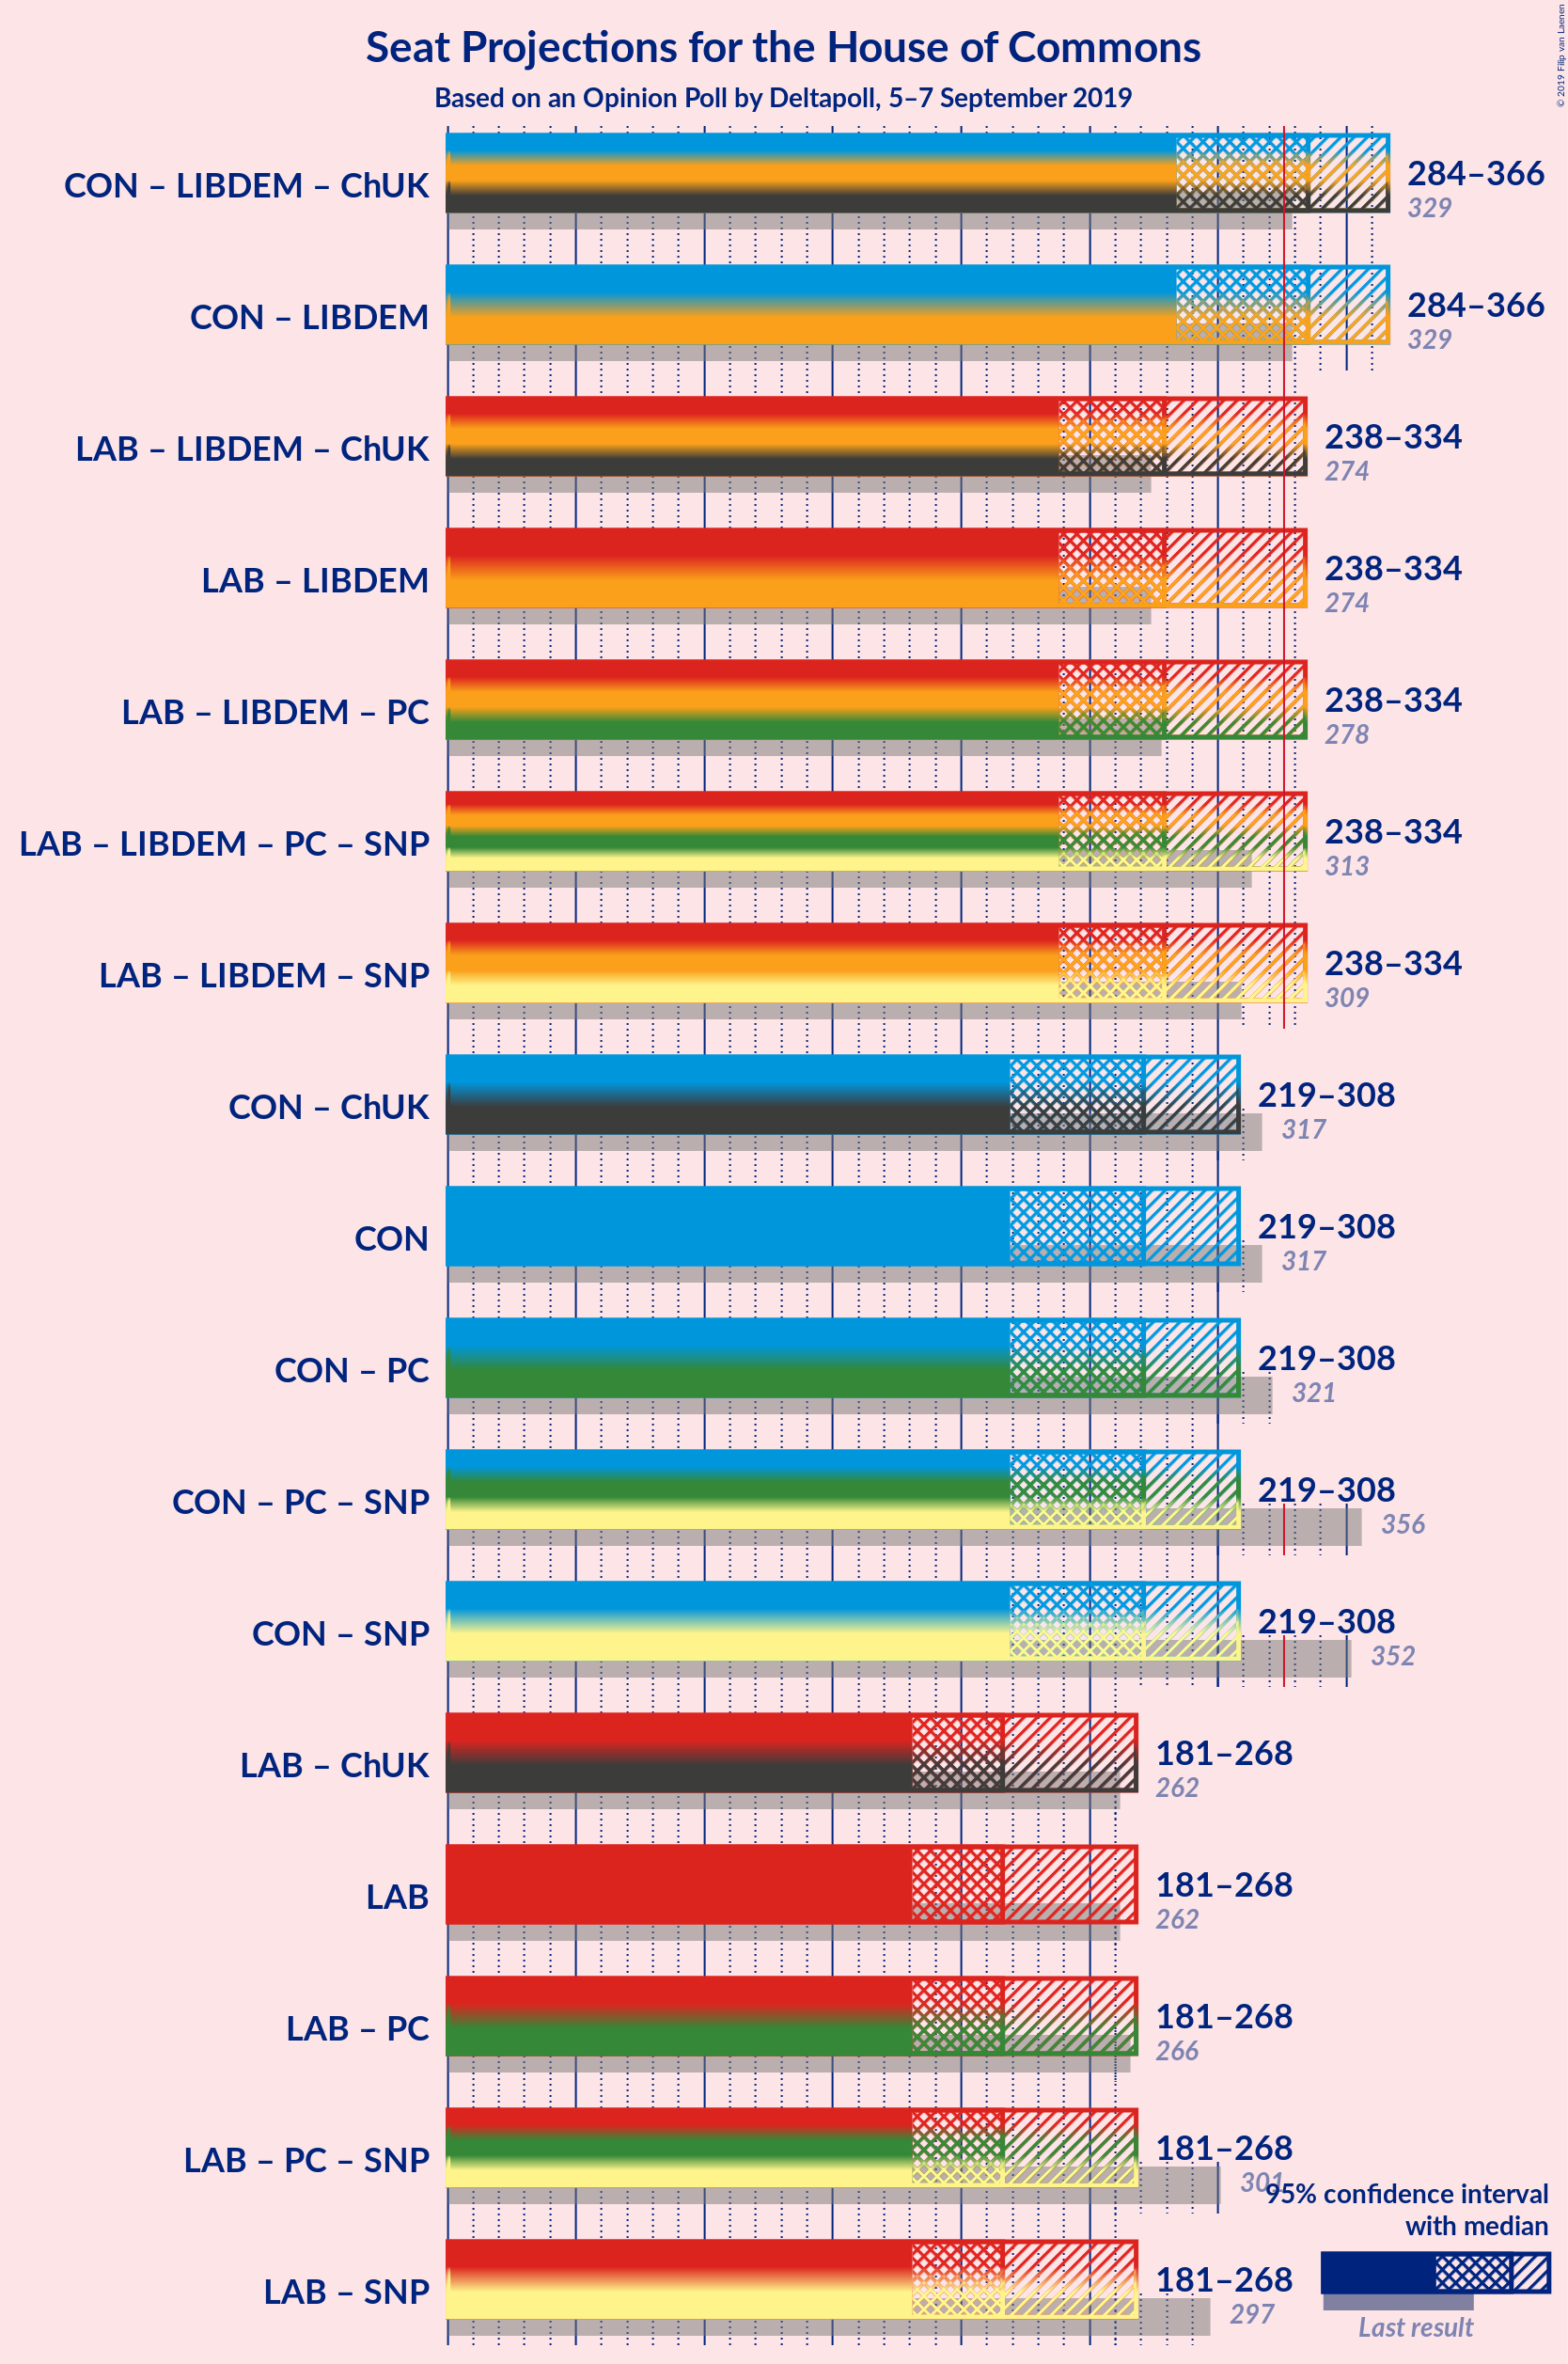 Seat Projections for the House of Commons
Based on an Opinion Poll by Deltapoll, 5–7 September 2019
© 2019 Filip van Laenen
CON – LIBDEM – ChUK
284–366
329
CON – LIBDEM
284–366
329
LAB – LIBDEM – ChUK
238–334
274
LAB – LIBDEM
238–334
274
LAB – LIBDEM – PC
238–334
278
LAB – LIBDEM – PC – SNP
238–334
313
LAB – LIBDEM – SNP
238–334
309
CON – ChUK
219–308
317
CON
219–308
317
CON – PC
219–308
321
CON – PC – SNP
219–308
356
CON – SNP
219–308
352
LAB – ChUK
181–268
262
LAB
181–268
262
LAB – PC
181–268
266
LAB – PC – SNP
181–268
301
LAB – SNP
181–268
297
95% confidence interval
with median
Last result